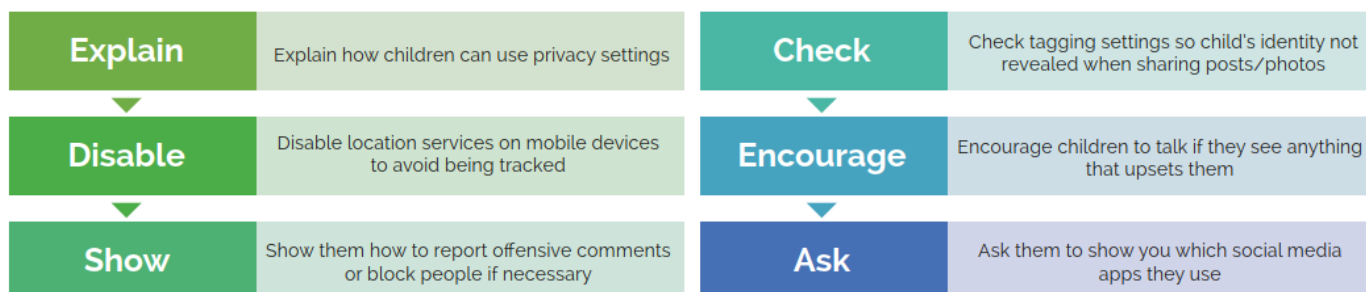 Explain
Explain how children can use privacy settings
Disable
Disable location services on mobile devices
to avoid being tracked
Show
Show them how to report offensive comments
or block people if necessary
Check
Check tagging settings so child's identity not
revealed when sharing posts/photos
Encourage
Encourage children to talk if they see anything
that upsets them
Ask
Ask them to show you which social media
apps they use